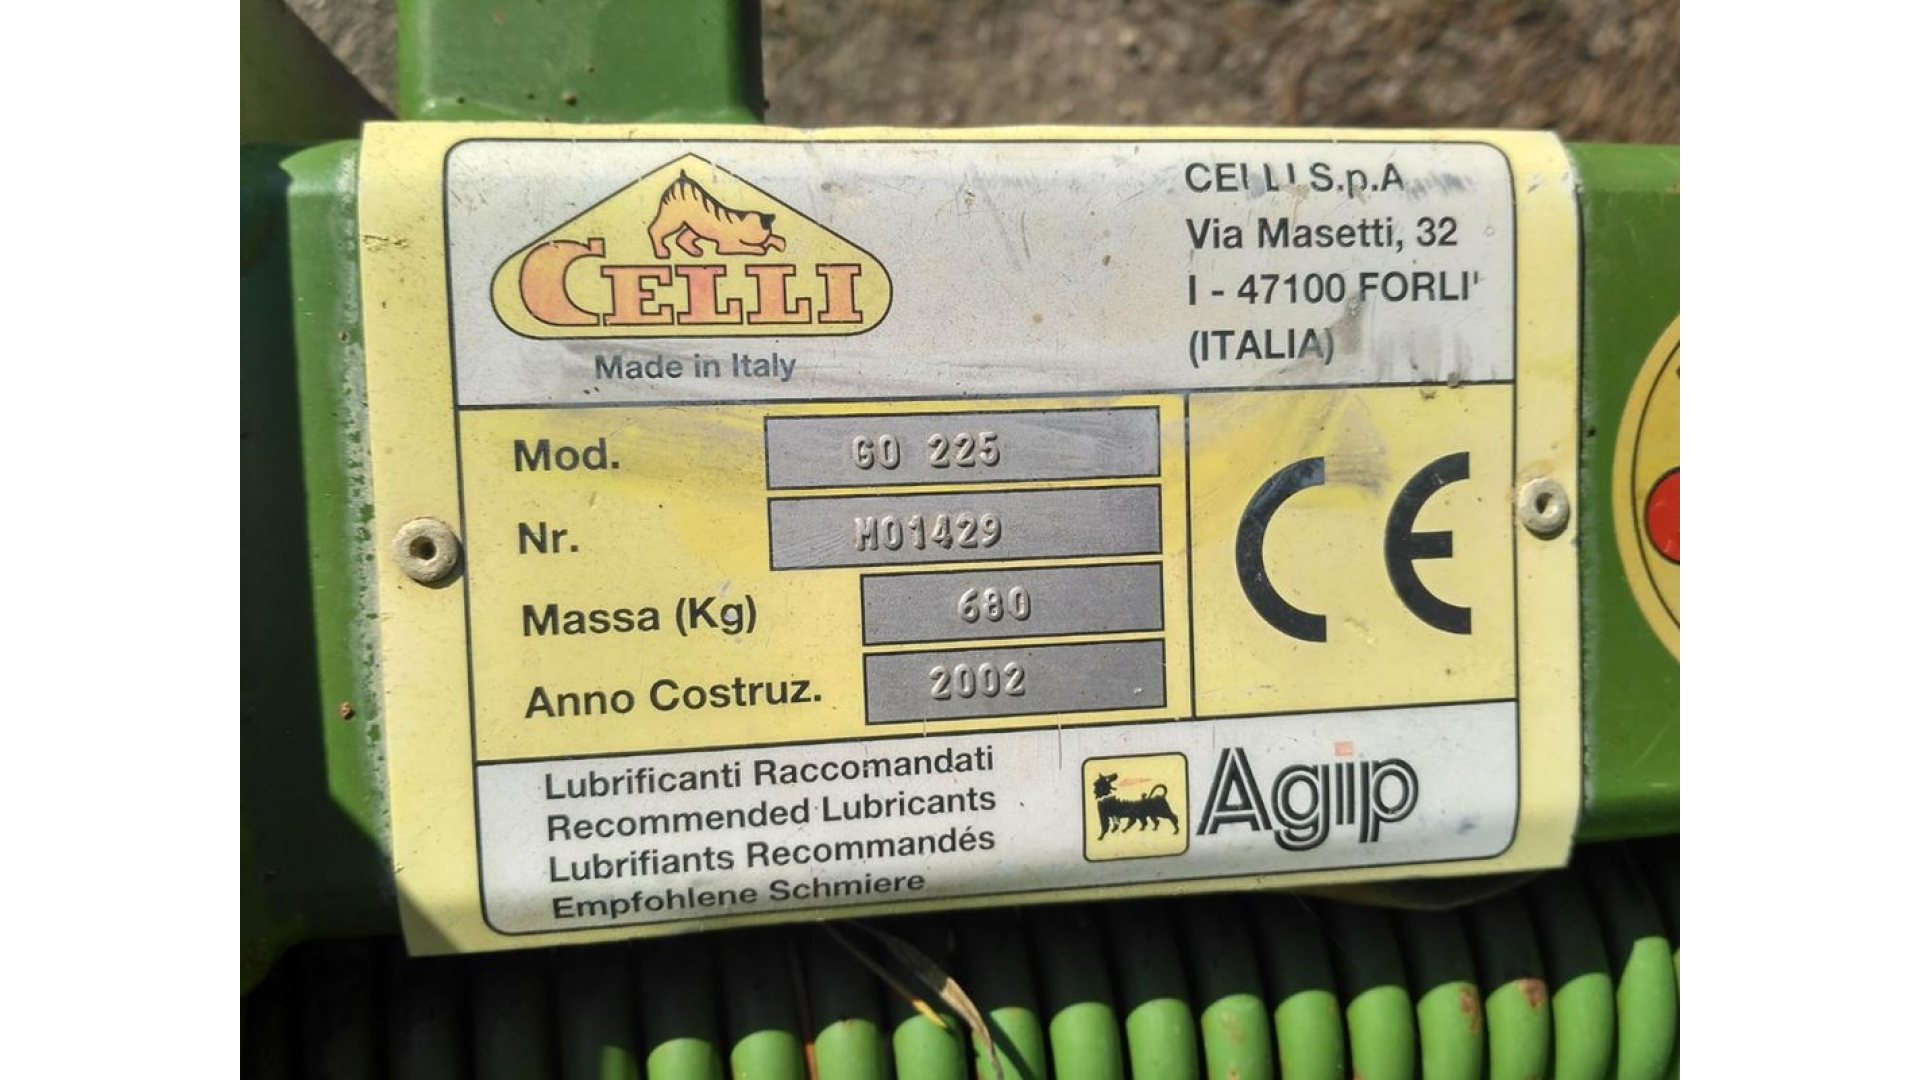 CELLI
Made in Italy
CELLI S.p.A
Via Masetti, 32
I - 47100 FORLI'
(ITALIA)
Mod. GO 225
Nr. M01429
Massa (Kg) 680
Anno Costruz. 2002
CE
Lubrificanti Raccomandati
Recommended Lubricants
Lubrifiants Recommandés
Empfohlene Schmiere
Agip